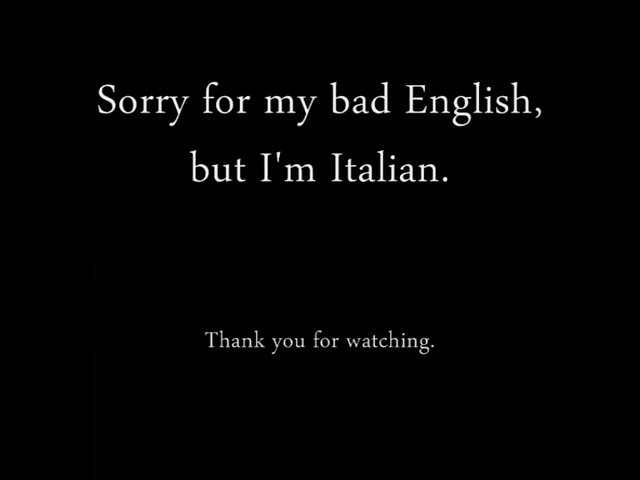 Sorry for my bad English,
but I'm Italian.
Thank you for watching.